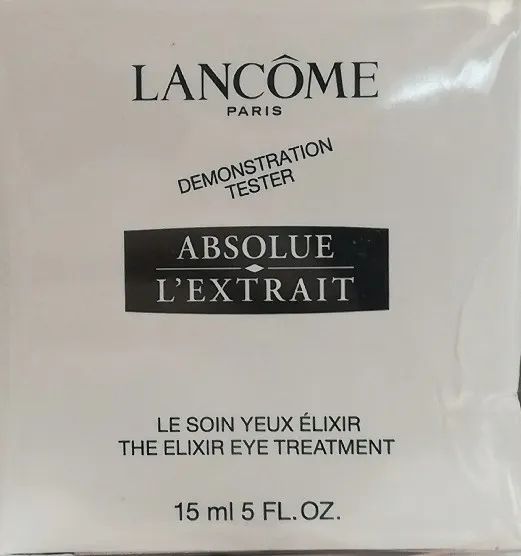 LANCÔME
PARIS
DEMONSTRATION
TESTER
ABSOLUE
L'EXTRAIT
LE SOIN YEUX ÉLIXIR
THE ELIXIR EYE TREATMENT
15 ml 5 FL.OZ.